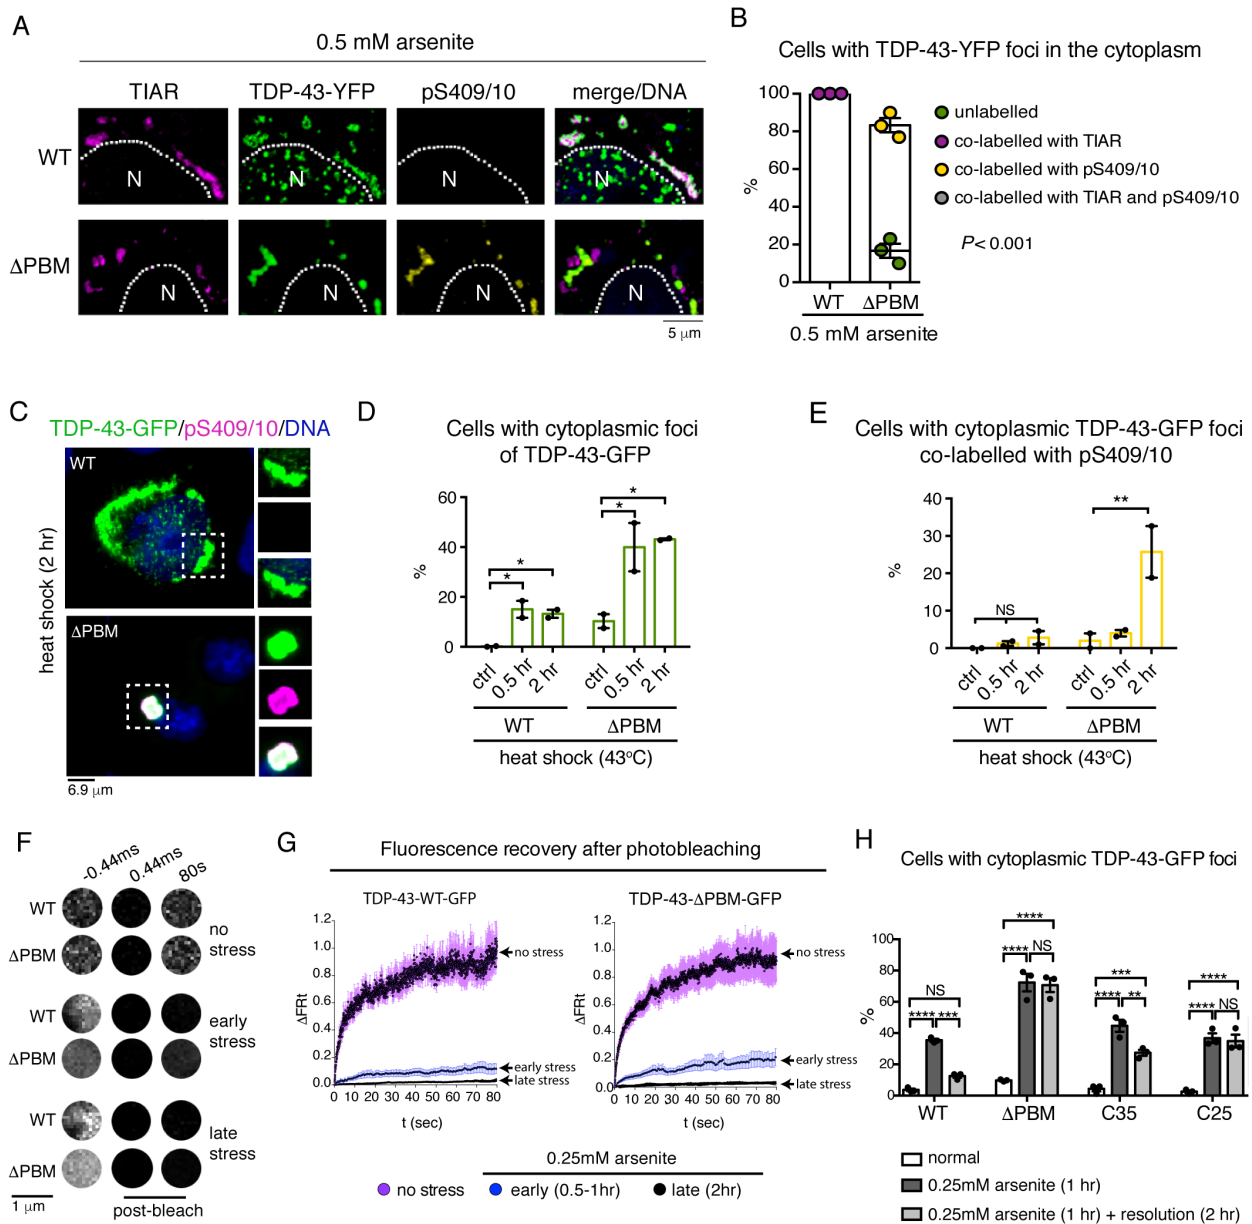 A
0.5 mM arsenite
TIAR TDP-43-YFP pS409/10 merge/DNA
WT
N N N N
ΔPBM
N N N N
5 µm
B
Cells with TDP-43-YFP foci in the cytoplasm
100
80
60
40
20
0
%
WT ΔPBM
0.5 mM arsenite
unlabelled
co-labelled with TIAR
co-labelled with pS409/10
co-labelled with TIAR and pS409/10
P< 0.001
C
TDP-43-GFP/pS409/10/DNA
heat shock (2 hr)
WT
ΔPBM
6.9 µm
D
Cells with cytoplasmic foci
of TDP-43-GFP
60
40
20
0
%
* * * *
ctrl 0.5 hr 2 hr ctrl 0.5 hr 2 hr
WT ΔPBM
heat shock (43ºC)
E
Cells with cytoplasmic TDP-43-GFP foci
co-labelled with pS409/10
40
30
20
10
0
%
NS **
ctrl 0.5 hr 2 hr ctrl 0.5 hr 2 hr
WT ΔPBM
heat shock (43ºC)
F
-0.44ms 0.44ms 80s
WT
ΔPBM
no
stress
WT
ΔPBM
early
stress
WT
ΔPBM
late
stress
1 µm
post-bleach
G
Fluorescence recovery after photobleaching
TDP-43-WT-GFP
1.2
1.0
0.8
0.6
0.4
0.2
0.0
ΔFRt
no stress
early stress
late stress
0 10 20 30 40 50 60 70 80
t (sec)
TDP-43-ΔPBM-GFP
1.2
1.0
0.8
0.6
0.4
0.2
0.0
ΔFRt
no stress
early stress
late stress
0 10 20 30 40 50 60 70 80
t (sec)
0.25mM arsenite
no stress early (0.5-1hr) late (2hr)
H
Cells with cytoplasmic TDP-43-GFP foci
100
80
60
40
20
0
%
NS
**** ***
****
**** NS
***
**** **
****
**** NS
WT ΔPBM C35 C25
normal
0.25mM arsenite (1 hr)
0.25mM arsenite (1 hr) + resolution (2 hr)